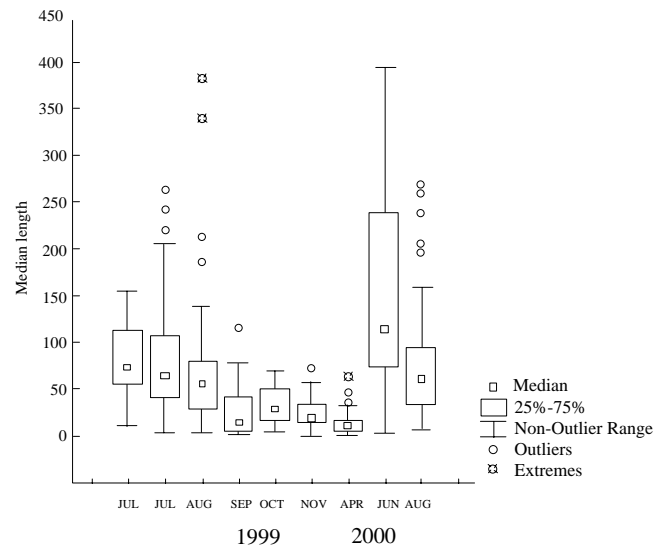 450
400
350
300
250
200
150
100
50
0
Median length
JUL JUL AUG SEP OCT NOV APR JUN AUG
1999 2000
Median
25%-75%
Non-Outlier Range
Outliers
Extremes